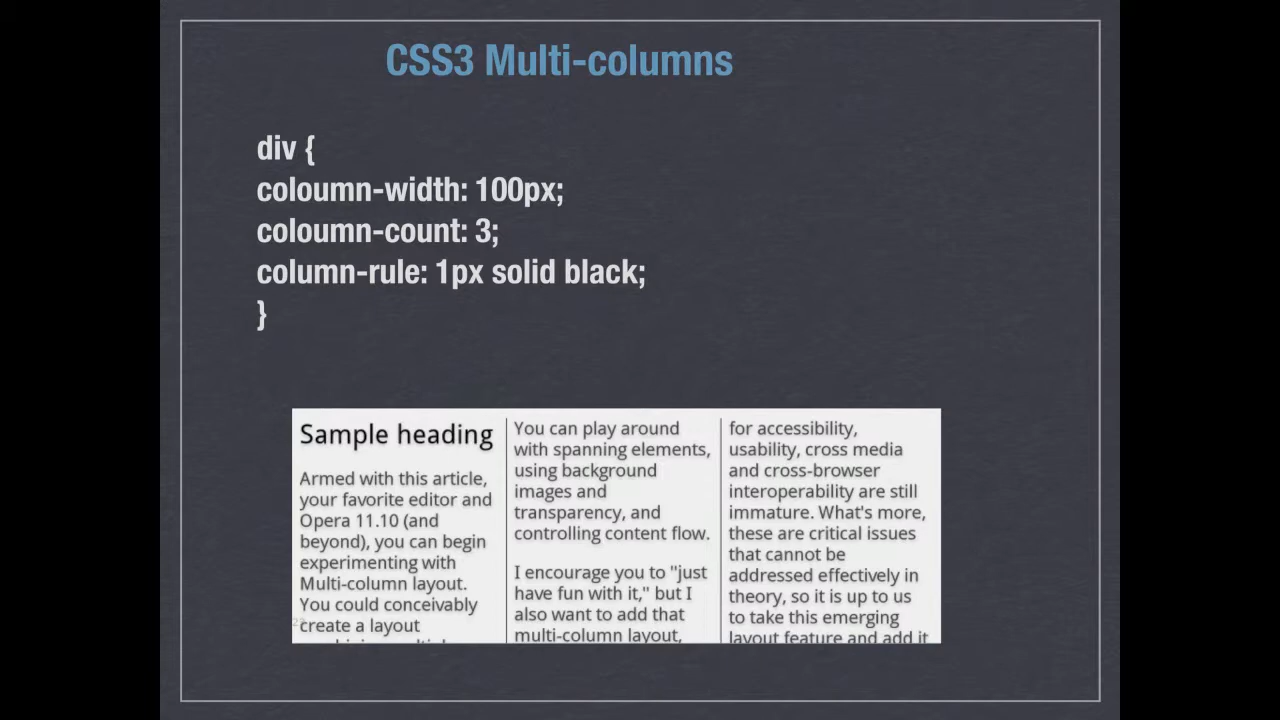 CSS3 Multi-columns
div {
coloumn-width: 100px;
coloumn-count: 3;
column-rule: 1px solid black;
}
Sample heading
Armed with this article,
your favorite editor and
Opera 11.10 (and
beyond), you can begin
experimenting with
Multi-column layout.
You could conceivably
create a layout
You can play around
with spanning elements,
using background
images and
transparency, and
controlling content flow.
I encourage you to "just
have fun with it," but I
also want to add that
multi-column layout,
for accessibility,
usability, cross media
and cross-browser
interoperability are still
immature. What's more,
these are critical issues
that cannot be
addressed effectively in
theory, so it is up to us
to take this emerging
layout feature and add it